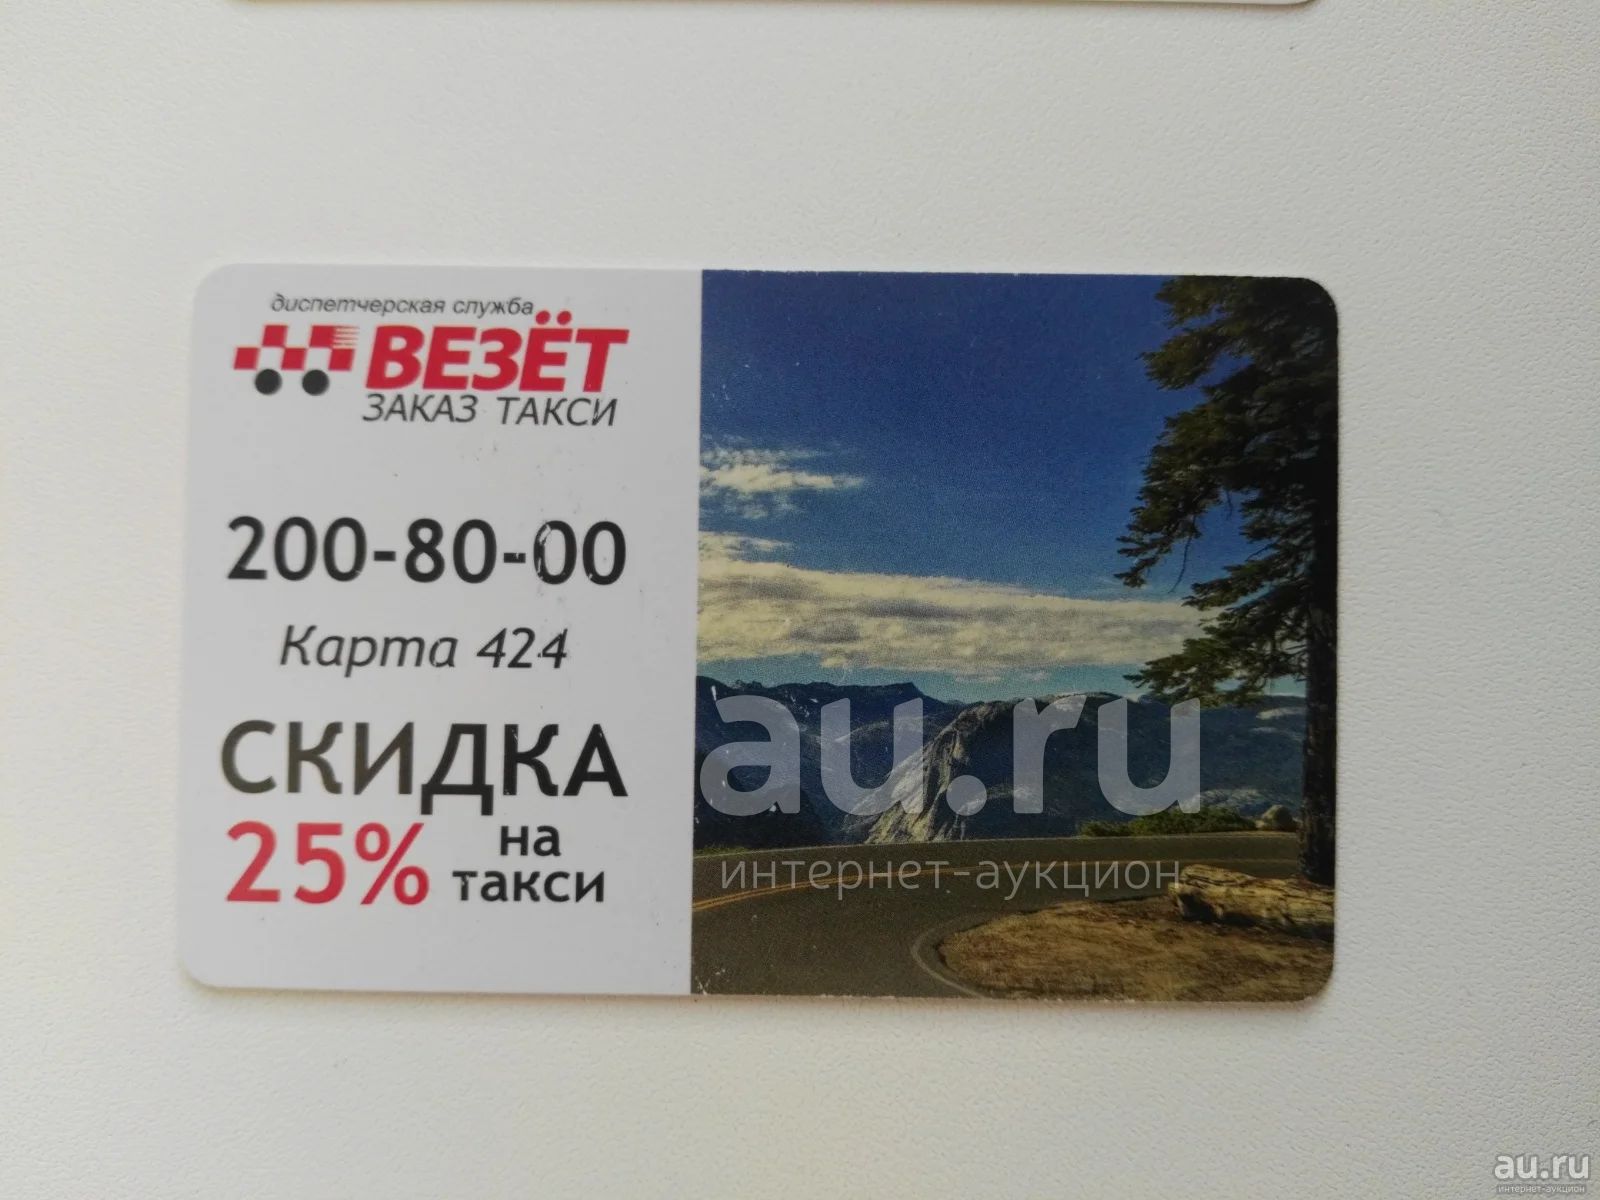 диспетчерская служба
ВЕЗЁТ
ЗАКАЗ ТАКСИ
200-80-00
Карта 424
СКИДКА
25% на
такси
au.ru
интернет-аукцион
au.ru
интернет-аукцион